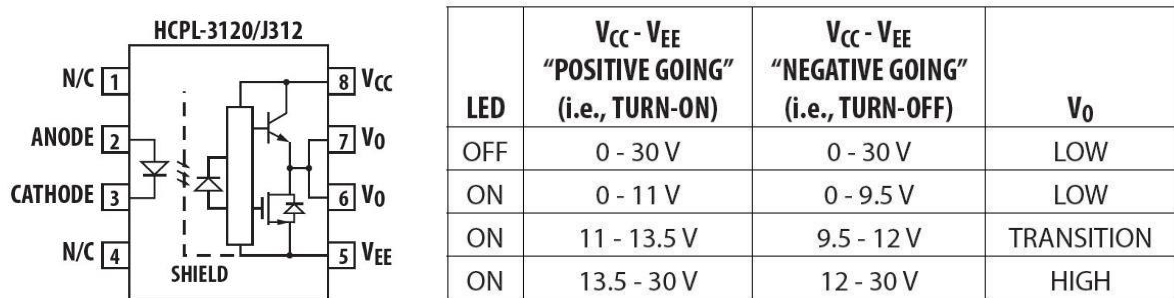 HCPL-3120/J312
N/C 1
ANODE 2
CATHODE 3
N/C 4
8 VCC
7 VO
6 VO
5 VEE
SHIELD
LED
VCC - VEE
“POSITIVE GOING”
(i.e., TURN-ON)
VCC - VEE
“NEGATIVE GOING”
(i.e., TURN-OFF)
VO
OFF 0 - 30 V 0 - 30 V LOW
ON 0 - 11 V 0 - 9.5 V LOW
ON 11 - 13.5 V 9.5 - 12 V TRANSITION
ON 13.5 - 30 V 12 - 30 V HIGH